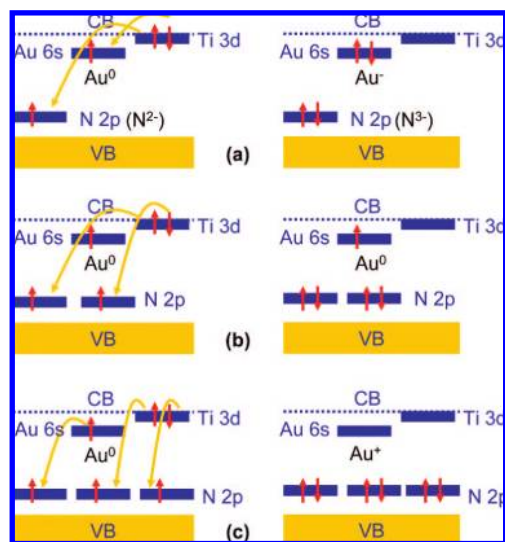 CB CB
Ti 3d Ti 3d
Au 6s Au 6s
Au⁰ Au⁻
N 2p (N²⁻) N 2p (N³⁻)
VB (a) VB
CB CB
Ti 3d Ti 3d
Au 6s Au 6s
Au⁰ Au⁰
N 2p N 2p
VB (b) VB
CB CB
Ti 3d Ti 3d
Au 6s Au 6s
Au⁰ Au⁺
N 2p N 2p
VB (c) VB